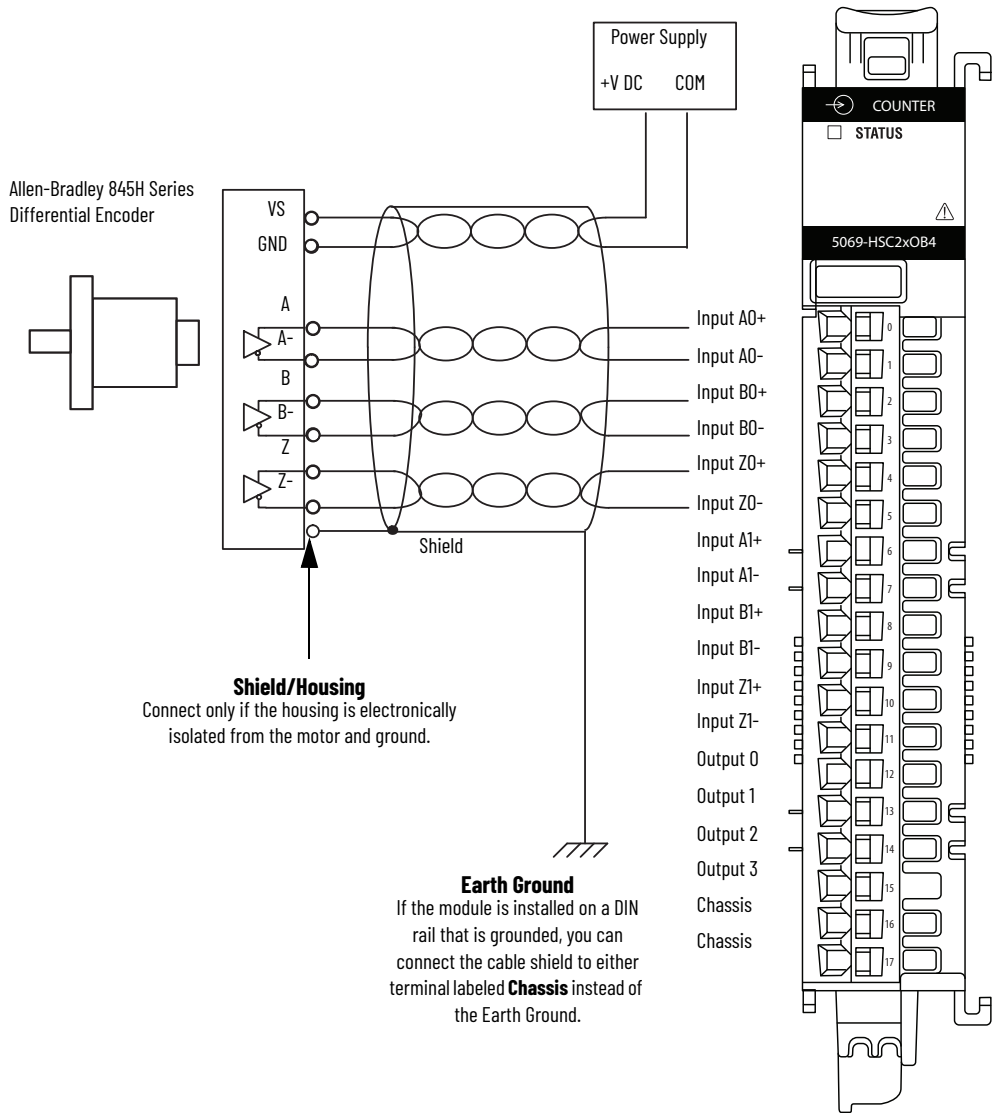 Power Supply
+V DC COM
COUNTER
STATUS
5069-HSC2xOB4
Allen-Bradley 845H Series
Differential Encoder
VS
GND
A
A-
B
B-
Z
Z-
Shield
Shield/Housing
Connect only if the housing is electronically
isolated from the motor and ground.
Earth Ground
If the module is installed on a DIN
rail that is grounded, you can
connect the cable shield to either
terminal labeled Chassis instead of
the Earth Ground.
Input A0+
Input A0-
Input B0+
Input B0-
Input Z0+
Input Z0-
Input A1+
Input A1-
Input B1+
Input B1-
Input Z1+
Input Z1-
Output 0
Output 1
Output 2
Output 3
Chassis
Chassis
0
1
2
3
4
5
6
7
8
9
10
11
12
13
14
15
16
17